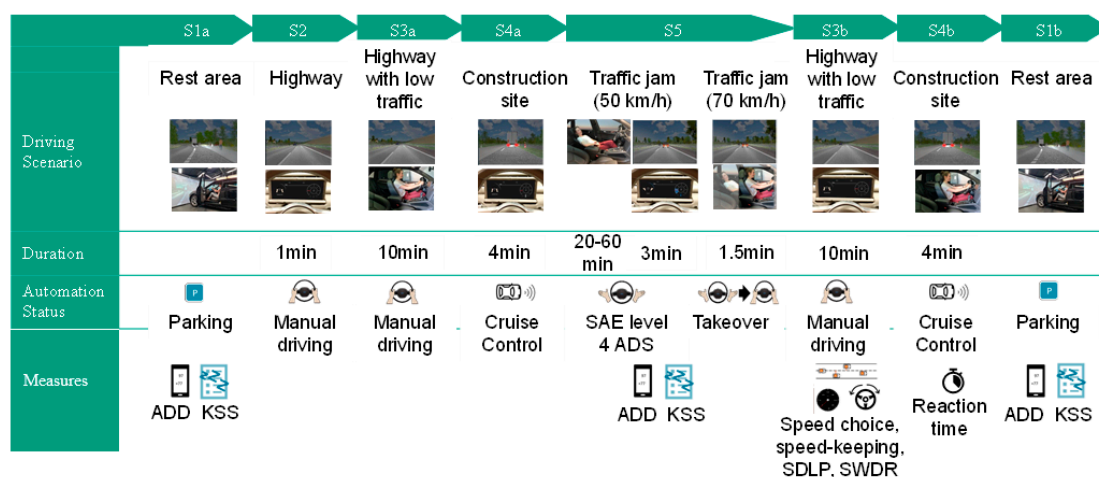 S1a
S2
S3a
S4a
S5
S3b
S4b
S1b
Driving
Scenario
Rest area
Highway
Highway
with low
traffic
Construction
site
Traffic jam
(50 km/h)
Traffic jam
(70 km/h)
Highway
with low
traffic
Construction
site
Rest area
Duration
1min
10min
4min
20-60
min
3min
1.5min
10min
4min
Automation
Status
P
Parking
Manual
driving
Manual
driving
Cruise
Control
SAE level
4 ADS
Takeover
Manual
driving
Cruise
Control
P
Parking
Measures
ADD KSS
ADD KSS
Speed choice,
speed-keeping,
SDLP, SWDR
Reaction
time
ADD KSS